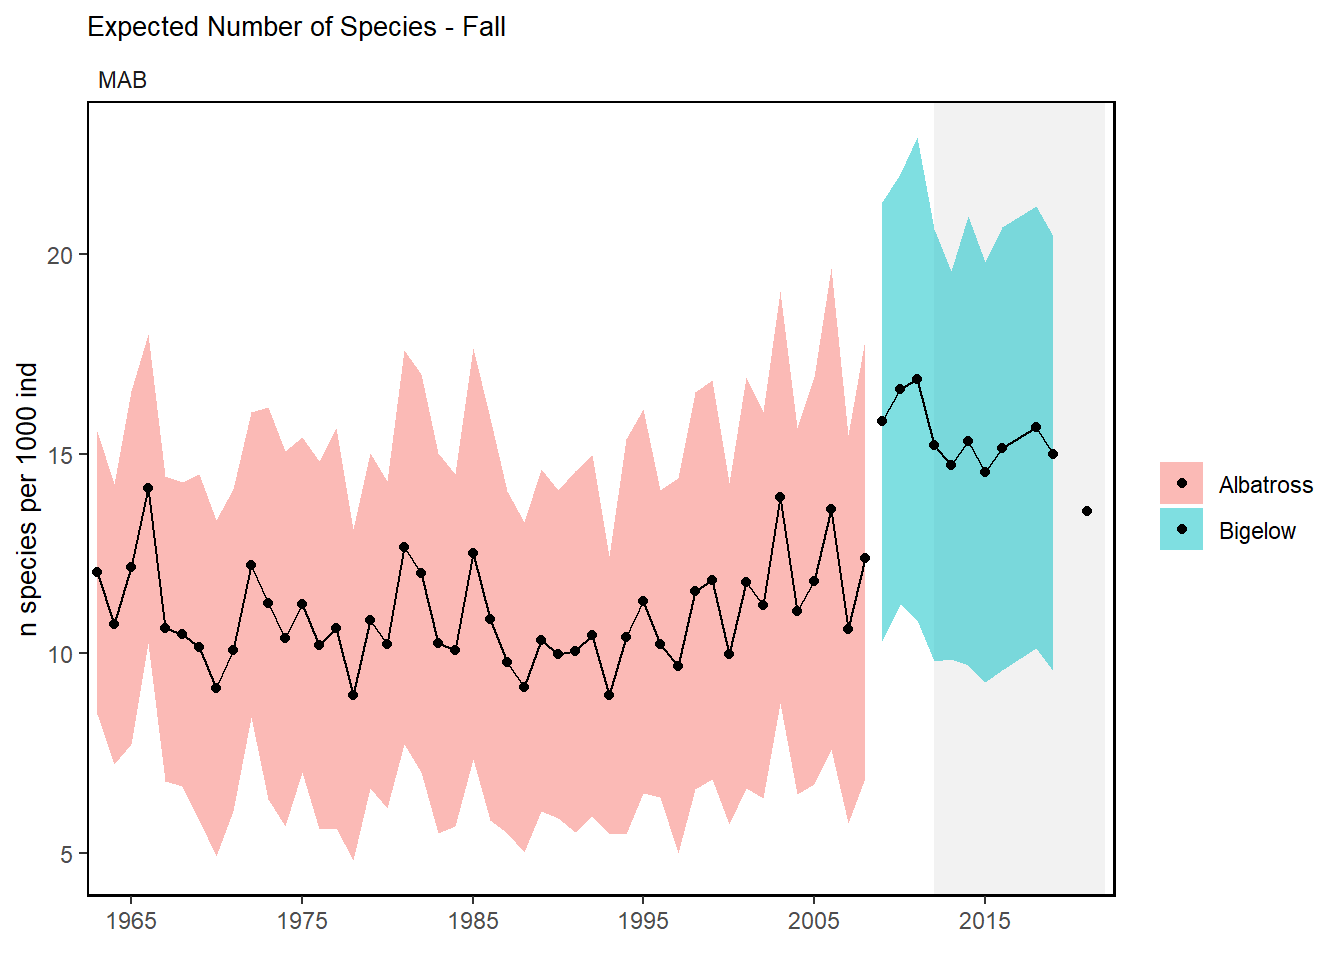 Expected Number of Species - Fall
MAB
n species per 1000 ind
20
15
10
5
1965 1975 1985 1995 2005 2015
Albatross
Bigelow